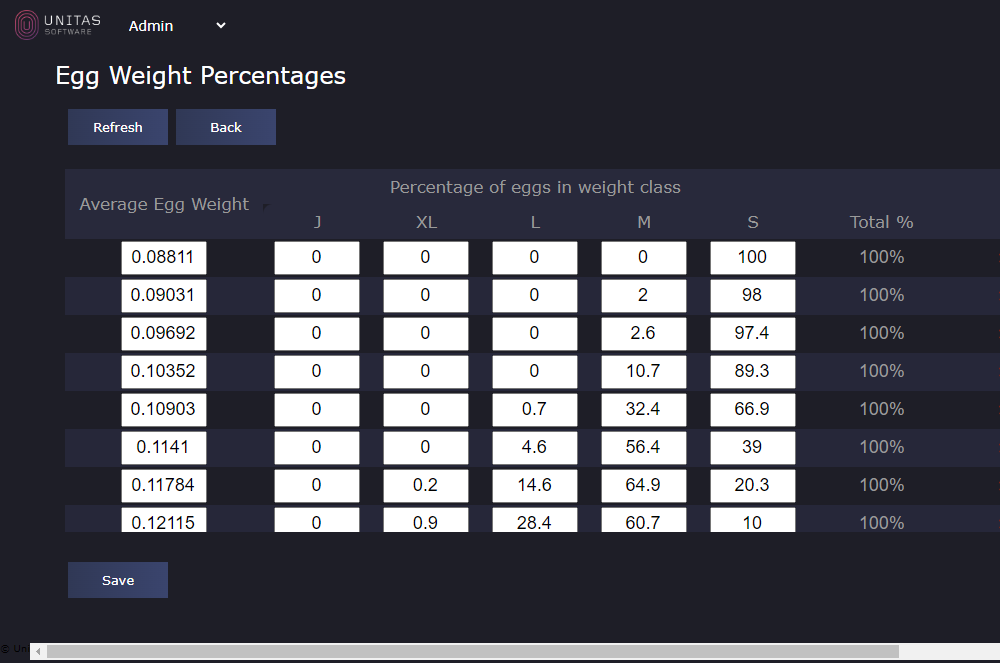 UNITAS
SOFTWARE
Admin
Egg Weight Percentages
Refresh Back
Percentage of eggs in weight class
Average Egg Weight
J XL L M S Total %
0.08811 0 0 0 0 100 100%
0.09031 0 0 0 2 98 100%
0.09692 0 0 0 2.6 97.4 100%
0.10352 0 0 0 10.7 89.3 100%
0.10903 0 0 0.7 32.4 66.9 100%
0.1141 0 0 4.6 56.4 39 100%
0.11784 0 0.2 14.6 64.9 20.3 100%
0.12115 0 0.9 28.4 60.7 10 100%
Save
© Un